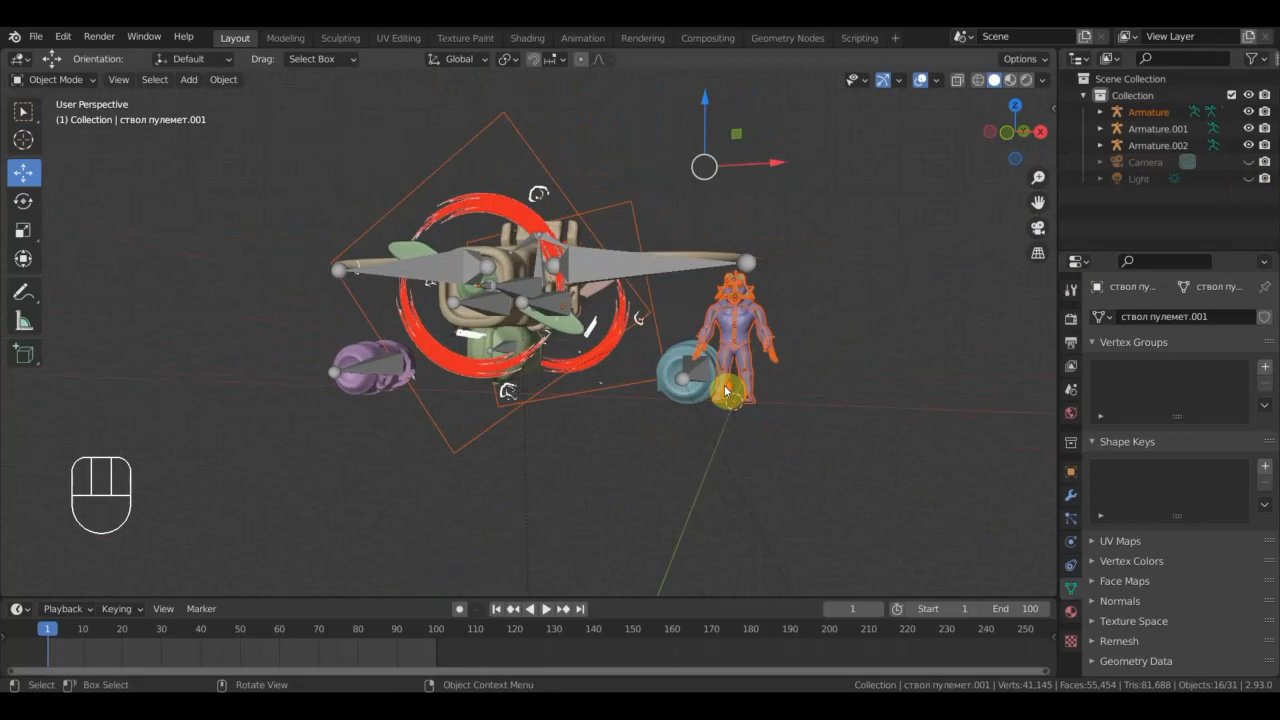 File Edit Render Window Help Layout Modeling Sculpting UV Editing Texture Paint Shading Animation Rendering Compositing Geometry Nodes Scripting + Scene View Layer
Orientation: Default Drag: Select Box Global Options
Object Mode View Select Add Object
User Perspective
(1) Collection | ствол пулемет.001
Z
X
Y
Scene Collection
Collection
Armature
Armature.001
Armature.002
Camera
Light
ствол пу... ствол пу...
ствол пулемет.001
Vertex Groups
Shape Keys
UV Maps
Vertex Colors
Face Maps
Normals
Texture Space
Remesh
Geometry Data
Playback Keying View Marker 1 Start 1 End 100
1 10 20 30 40 50 60 70 80 90 100 110 120 130 140 150 160 170 180 190 200 210 220 230 240 250
Select Box Select Rotate View Object Context Menu Collection | ствол пулемет.001 | Verts:41,145 | Faces:55,454 | Tris:81,688 | Objects:16/31 | 2.93.0